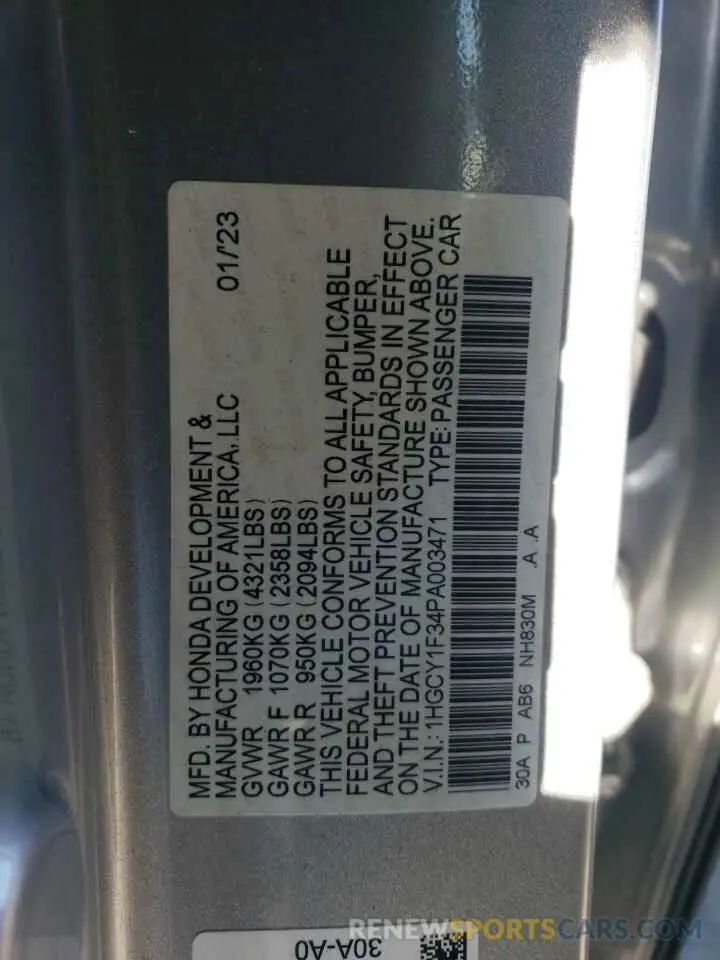 MFD. BY HONDA DEVELOPMENT &
MANUFACTURING OF AMERICA, LLC 01/'23
GVWR 1960KG (4321LBS)
GAWR F 1070KG (2358LBS)
GAWR R 950KG (2094LBS)
THIS VEHICLE CONFORMS TO ALL APPLICABLE
FEDERAL MOTOR VEHICLE SAFETY, BUMPER,
AND THEFT PREVENTION STANDARDS IN EFFECT
ON THE DATE OF MANUFACTURE SHOWN ABOVE.
V.I.N.: 1HGCY1F34PA003471 TYPE: PASSENGER CAR
30A P AB6 NH830M .A .A
30A-A0
RENEWSPORTSCARS.COM